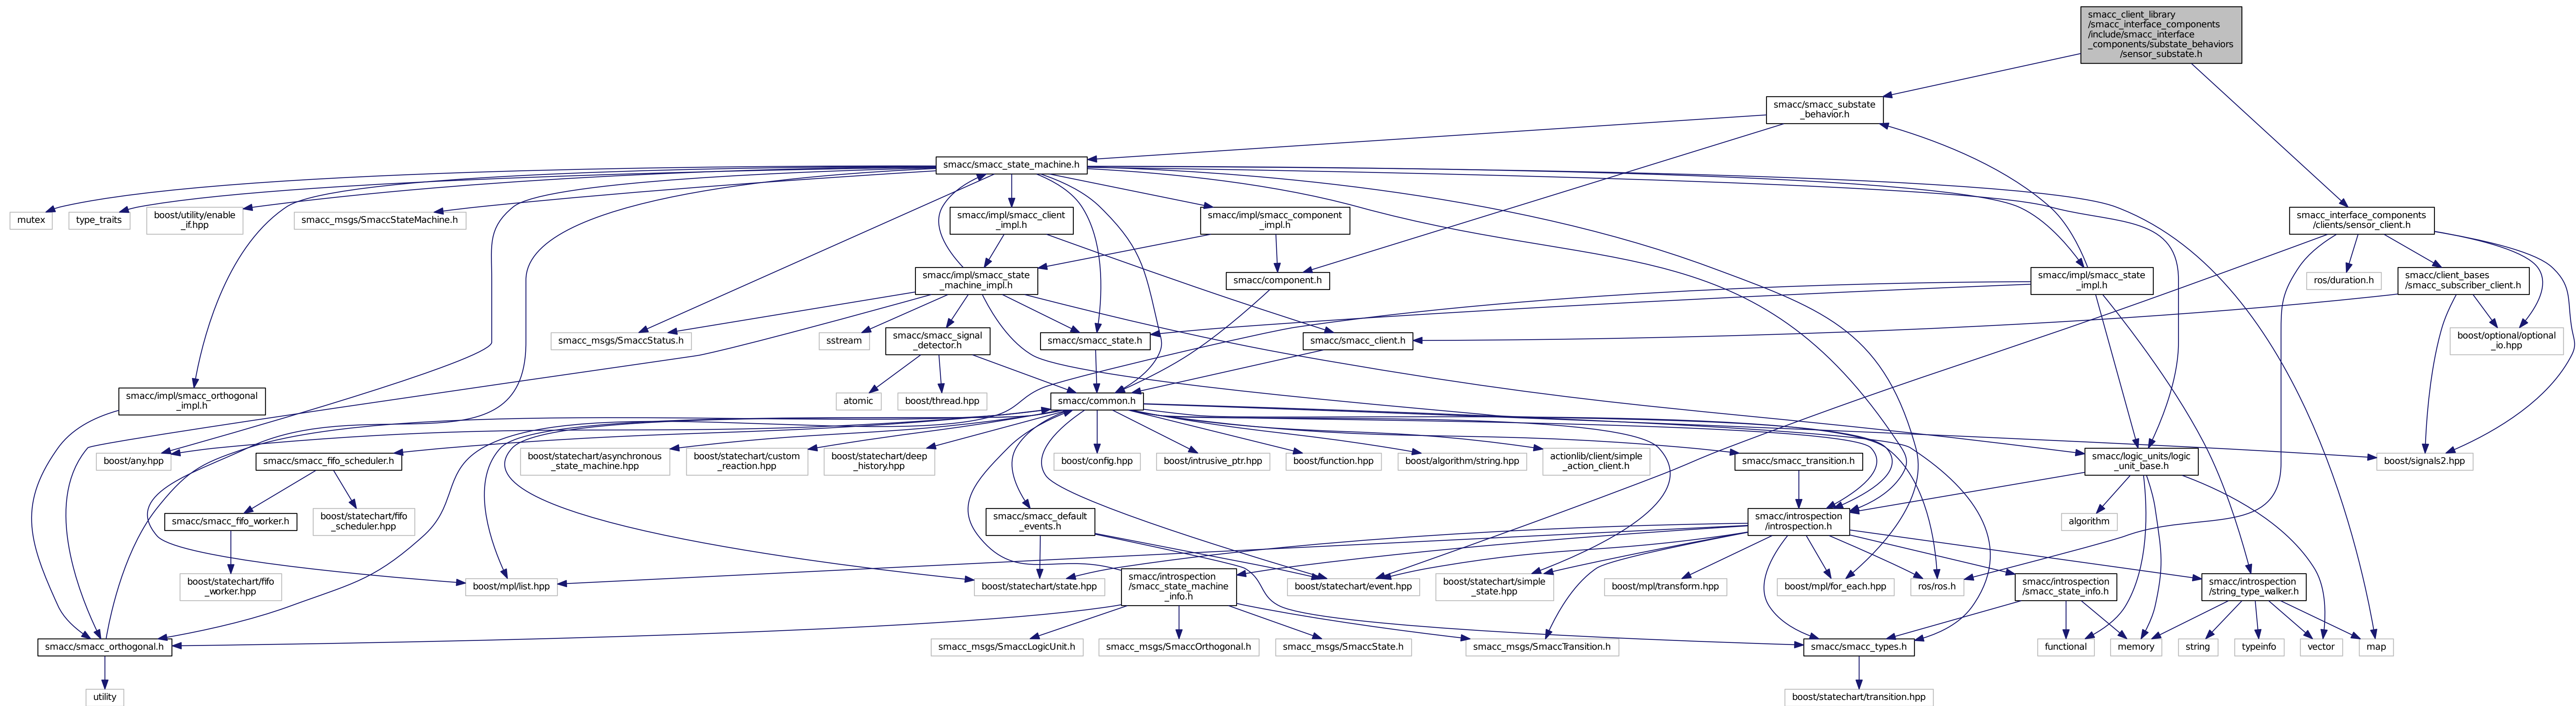 smacc_client_library
/smacc_interface_components
/include/smacc_interface
_components/substate_behaviors
/sensor_substate.h
smacc/smacc_substate
_behavior.h
smacc/smacc_state_machine.h
mutex
type_traits
boost/utility/enable
_if.hpp
smacc_msgs/SmaccStateMachine.h
smacc/impl/smacc_client
_impl.h
smacc/impl/smacc_component
_impl.h
smacc_interface_components
/clients/sensor_client.h
smacc/impl/smacc_state
_machine_impl.h
smacc/component.h
smacc/impl/smacc_state
_impl.h
ros/duration.h
smacc/client_bases
/smacc_subscriber_client.h
smacc_msgs/SmaccStatus.h
sstream
smacc/smacc_signal
_detector.h
smacc/smacc_state.h
smacc/smacc_client.h
boost/optional/optional
_io.hpp
smacc/impl/smacc_orthogonal
_impl.h
atomic
boost/thread.hpp
smacc/common.h
boost/any.hpp
smacc/smacc_fifo_scheduler.h
boost/statechart/asynchronous
_state_machine.hpp
boost/statechart/custom
_reaction.hpp
boost/statechart/deep
_history.hpp
boost/config.hpp
boost/intrusive_ptr.hpp
boost/function.hpp
boost/algorithm/string.hpp
actionlib/client/simple
_action_client.h
smacc/smacc_transition.h
smacc/logic_units/logic
_unit_base.h
boost/signals2.hpp
smacc/smacc_fifo_worker.h
boost/statechart/fifo
_scheduler.hpp
smacc/smacc_default
_events.h
smacc/introspection
/introspection.h
algorithm
boost/statechart/fifo
_worker.hpp
boost/mpl/list.hpp
boost/statechart/state.hpp
smacc/introspection
/smacc_state_machine
_info.h
boost/statechart/event.hpp
boost/statechart/simple
_state.hpp
boost/mpl/transform.hpp
boost/mpl/for_each.hpp
ros/ros.h
smacc/introspection
/smacc_state_info.h
smacc/introspection
/string_type_walker.h
smacc/smacc_orthogonal.h
smacc_msgs/SmaccLogicUnit.h
smacc_msgs/SmaccOrthogonal.h
smacc_msgs/SmaccState.h
smacc_msgs/SmaccTransition.h
smacc/smacc_types.h
functional
memory
string
typeinfo
vector
map
utility
boost/statechart/transition.hpp